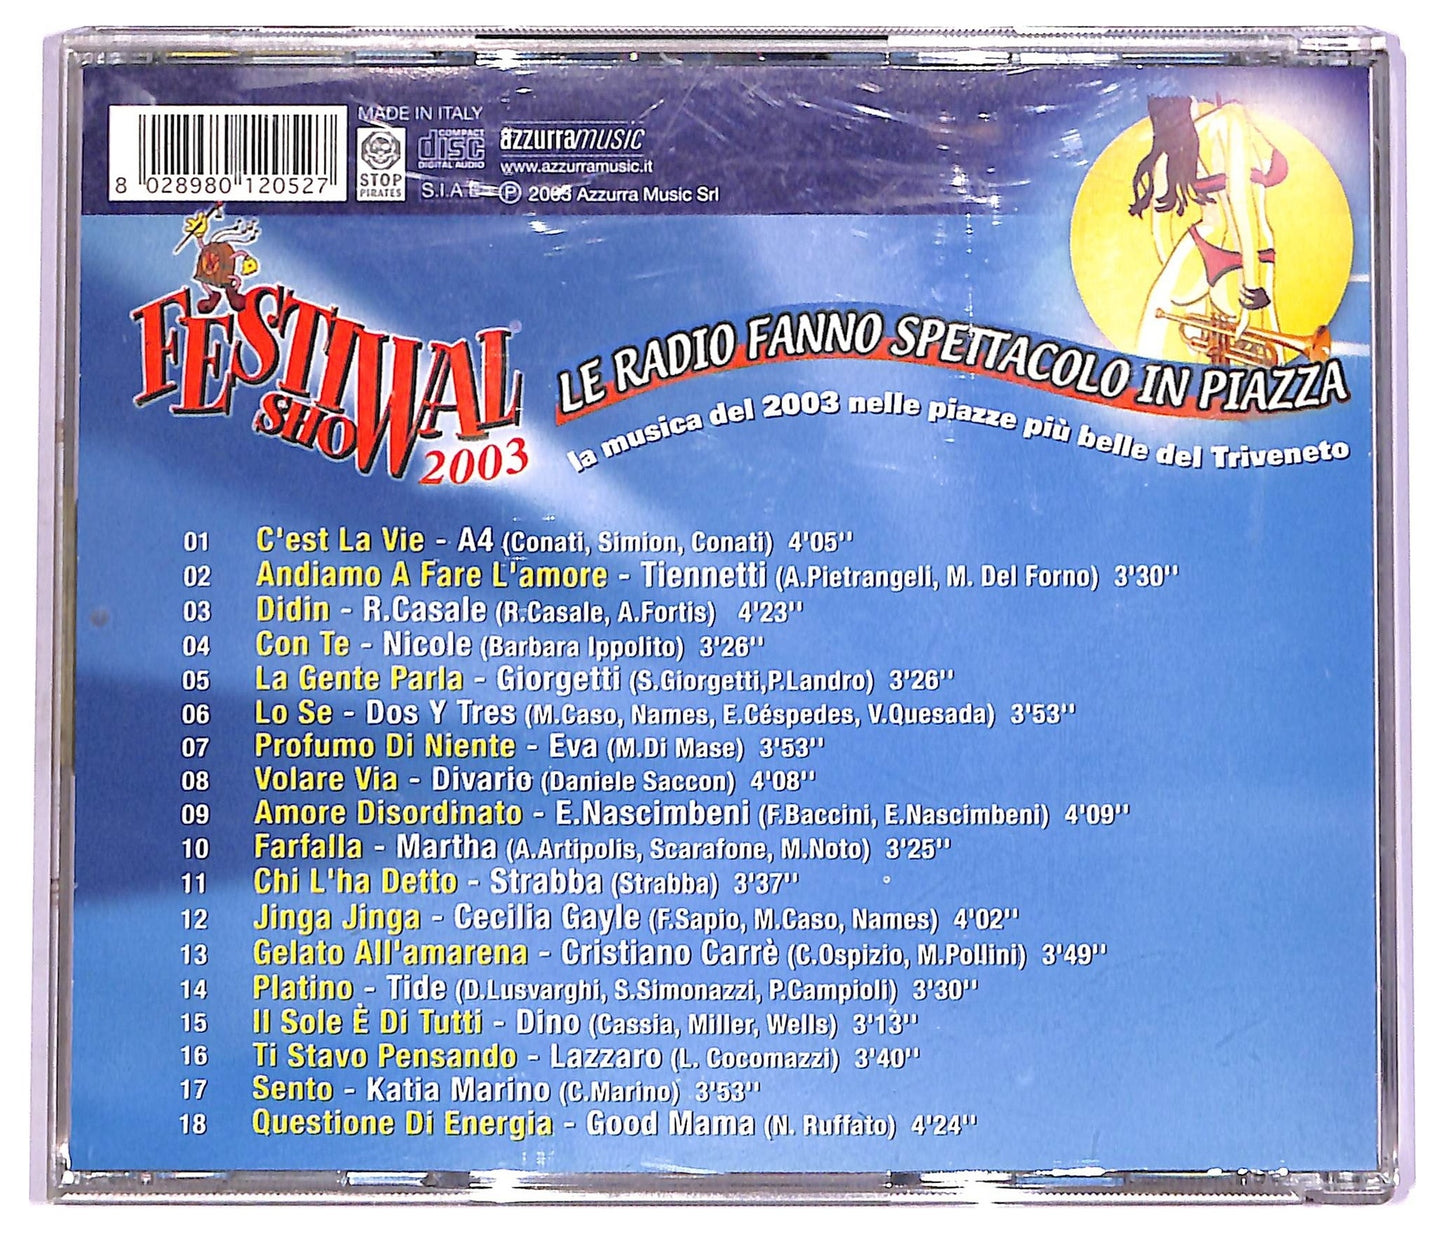 MADE IN ITALY
8 028980 120527
STOP
PIRATES
COMPACT
disc
DIGITAL AUDIO
azzurramusic
www.azzurramusic.it
S.I.A.E. ℗ 2003 Azzurra Music Srl
FESTIWAL
SHOW
2003
LE RADIO FANNO SPETTACOLO IN PIAZZA
la musica del 2003 nelle piazze più belle del Triveneto
01 C'est La Vie - A4 (Conati, Simion, Conati) 4'05''
02 Andiamo A Fare L'amore - Tiennetti (A.Pietrangeli, M. Del Forno) 3'30''
03 Didin - R.Casale (R.Casale, A.Fortis) 4'23''
04 Con Te - Nicole (Barbara Ippolito) 3'26''
05 La Gente Parla - Giorgetti (S.Giorgetti,P.Landro) 3'26''
06 Lo Se - Dos Y Tres (M.Caso, Names, E.Céspedes, V.Quesada) 3'53''
07 Profumo Di Niente - Eva (M.Di Mase) 3'53''
08 Volare Via - Divario (Daniele Saccon) 4'08''
09 Amore Disordinato - E.Nascimbeni (F.Baccini, E.Nascimbeni) 4'09''
10 Farfalla - Martha (A.Artipolis, Scarafone, M.Noto) 3'25''
11 Chi L'ha Detto - Strabba (Strabba) 3'37''
12 Jinga Jinga - Cecilia Gayle (F.Sapio, M.Caso, Names) 4'02''
13 Gelato All'amarena - Cristiano Carrè (C.Ospizio, M.Pollini) 3'49''
14 Platino - Tide (D.Lusvarghi, S.Simonazzi, P.Campioli) 3'30''
15 Il Sole È Di Tutti - Dino (Cassia, Miller, Wells) 3'13''
16 Ti Stavo Pensando - Lazzaro (L. Cocomazzi) 3'40''
17 Sento - Katia Marino (C.Marino) 3'53''
18 Questione Di Energia - Good Mama (N. Ruffato) 4'24''